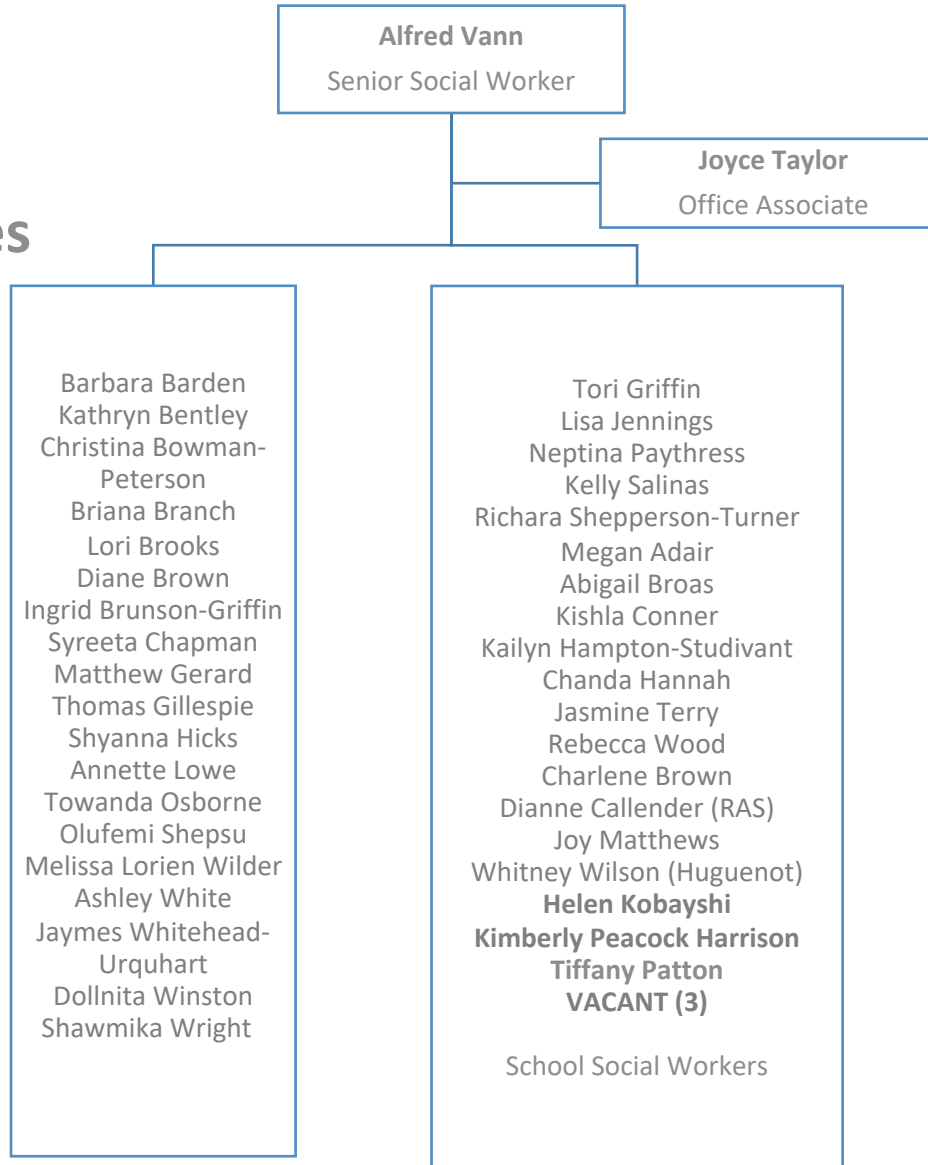 Alfred Vann
Senior Social Worker
Joyce Taylor
Office Associate
Barbara Barden
Kathryn Bentley
Christina Bowman-
Peterson
Briana Branch
Lori Brooks
Diane Brown
Ingrid Brunson-Griffin
Syreeta Chapman
Matthew Gerard
Thomas Gillespie
Shyanna Hicks
Annette Lowe
Towanda Osborne
Olufemi Shepsu
Melissa Lorien Wilder
Ashley White
Jaymes Whitehead-
Urquhart
Dollnita Winston
Shawmika Wright
Tori Griffin
Lisa Jennings
Neptina Paythress
Kelly Salinas
Richara Shepperson-Turner
Megan Adair
Abigail Broas
Kishla Conner
Kailyn Hampton-Studivant
Chanda Hannah
Jasmine Terry
Rebecca Wood
Charlene Brown
Dianne Callender (RAS)
Joy Matthews
Whitney Wilson (Huguenot)
Helen Kobayshi
Kimberly Peacock Harrison
Tiffany Patton
VACANT (3)
School Social Workers